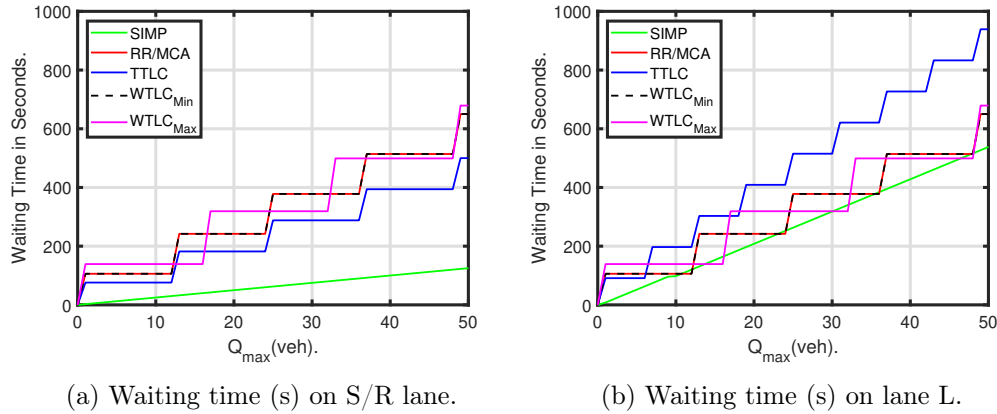 1000
800
600
400
200
0
Waiting Time in Seconds.
SIMP
RR/MCA
TTLC
WTLC_Min
WTLC_Max
0
10
20
30
40
50
Q_max(veh).
(a) Waiting time (s) on S/R lane.
1000
800
600
400
200
0
Waiting Time in Seconds.
SIMP
RR/MCA
TTLC
WTLC_Min
WTLC_Max
0
10
20
30
40
50
Q_max(veh).
(b) Waiting time (s) on lane L.